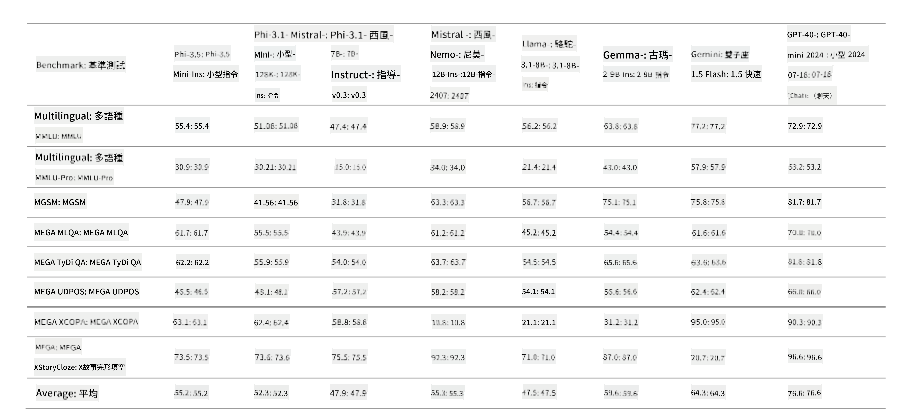 Phi-3.1- Mistral-: Phi-3.1- 西風- Mistral -: 西風- GPT-4O-: GPT-4O-
Phi-3.5: Phi-3.5 MInI-: 小型- 7B-: 7B- Nemo-: 尼莫- Llama : 駱駝 mini 2024 : 小型 2024
Benchmark: 基準測試 128K-: 128K- 3.1-8B-: 3.1-8B- Gemma-: 古瑪- Gemini: 雙子座
Mini Ins: 小型指令 Instruct-: 指導- 12B Ins :12B 指令 2 9B Ins: 2 9B 指令 1.5 Flash: 1.5 快速 07-18: 07-18
Ins: v0.3: v0.3 2407: 2407 Ins: 指令 (聊天)
Multilingual: 多語種
55.4: 55.4 51.08: 51.08 47.4: 47.4 58.9: 58.9 56.2: 56.2 63.8: 63.8 77.2: 77.2 72.9: 72.9
MMLU: MMLU
Multilingual: 多語種
30.9: 30.9 30.21: 30.21 15.0: 15.0 34.0: 34.0 21.4: 21.4 43.0: 43.0 57.9: 57.9 53.2: 53.2
MMLU-Pro: MMLU-Pro
MGSM: MGSM 47.9: 47.9 41.56: 41.56 31.8: 31.8 63.3: 63.3 56.7: 56.7 75.1: 75.1 75.8: 75.8 81.7: 81.7
MEGA MLQA: MEGA MLQA 61.7: 61.7 55.5: 55.5 43.9: 43.9 61.2: 61.2 45.2: 45.2 54.4: 54.4 61.6: 61.6 70.0: 70.0
MEGA TyDi QA: MEGA TyDi QA 62.2: 62.2 55.9: 55.9 54.0: 54.0 63.7: 63.7 54.5: 54.5 65.6: 65.6 63.6: 63.6 81.8: 81.8
MEGA UDPOS: MEGA UDPOS 46.5: 46.5 48.1: 48.1 57.2: 57.2 58.2: 58.2 54.1: 54.1 56.6: 56.6 62.4: 62.4 66.0: 66.0
MEGA XCOPA: MEGA XCOPA 63.1: 63.1 62.4: 62.4 58.8: 58.8 10.8: 10.8 21.1: 21.1 31.2: 31.2 95.0: 95.0 90.3: 90.3
MEGA: MEGA
73.5: 73.5 73.6: 73.6 75.5: 75.5 92.3: 92.3 71.0: 71.0 87.0: 87.0 20.7: 20.7 96.6: 96.6
XStoryCloze: X故事完形填空
Average: 平均 55.2: 55.2 52.3: 52.3 47.9: 47.9 55.3: 55.3 47.5: 47.5 59.6: 59.6 64.3: 64.3 76.6: 76.6